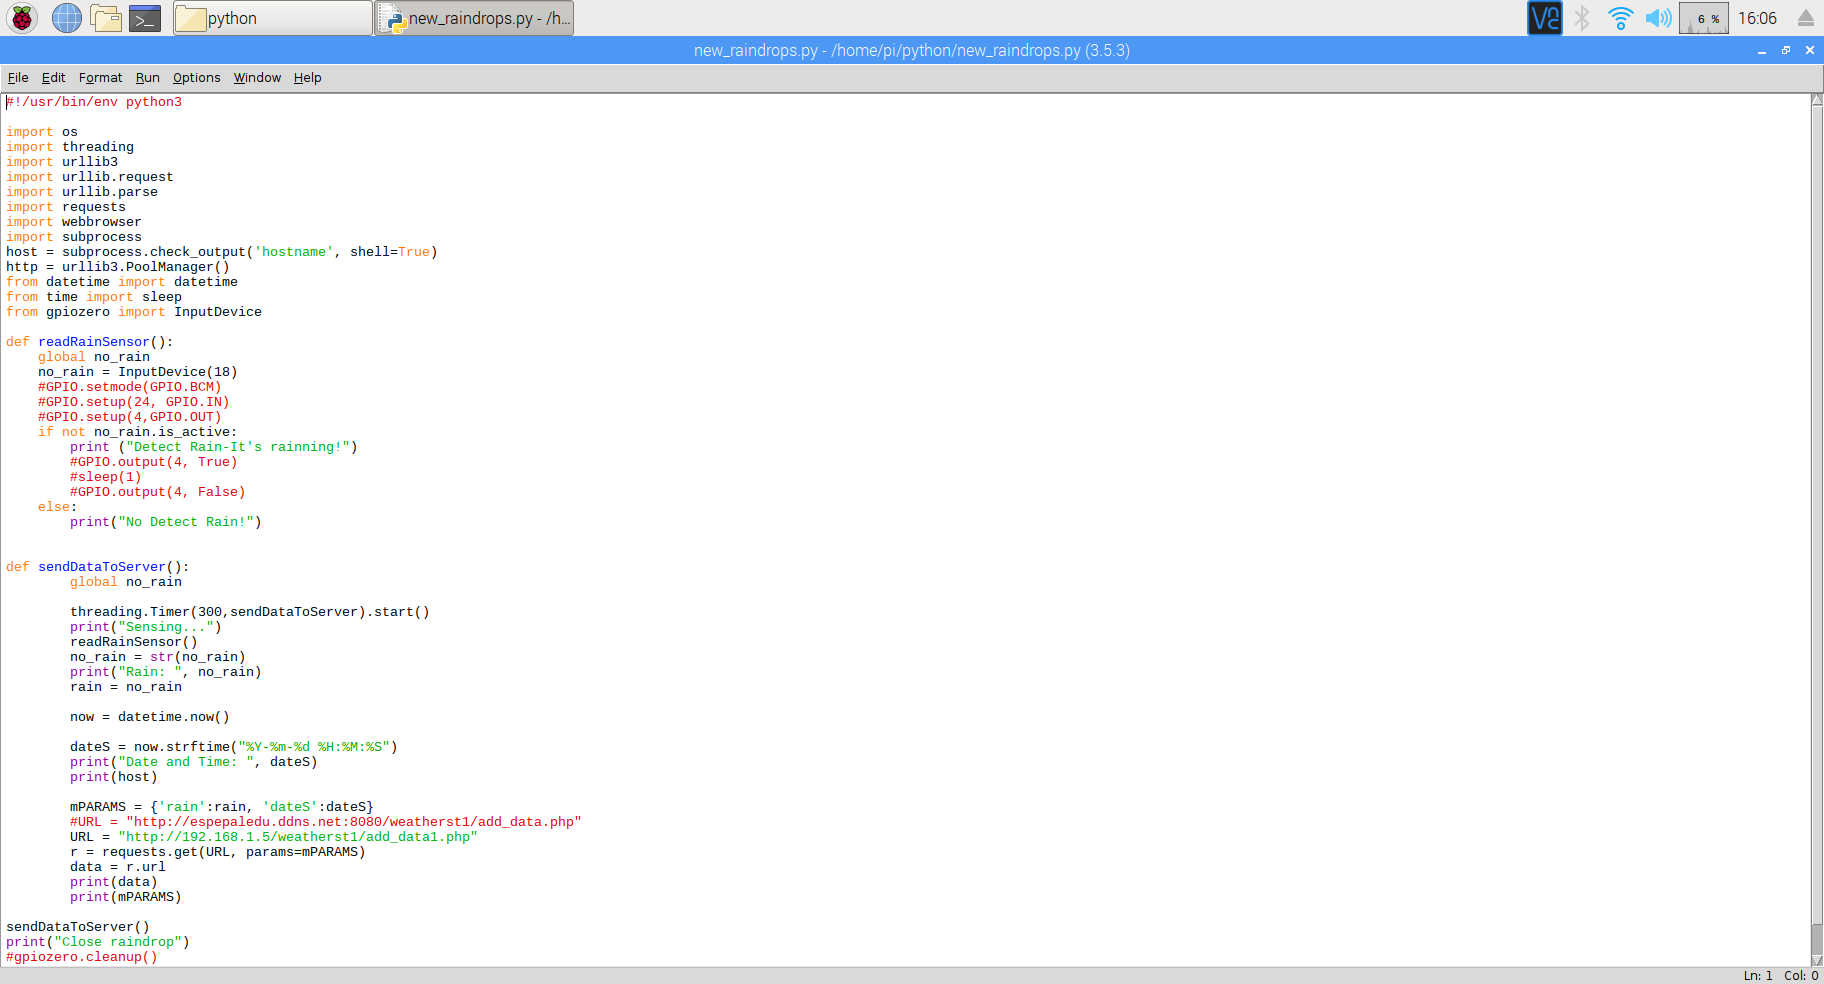 python
new_raindrops.py - /h...
6 %
16:06
new_raindrops.py - /home/pi/python/new_raindrops.py (3.5.3)
File Edit Format Run Options Window Help
#!/usr/bin/env python3
import os
import threading
import urllib3
import urllib.request
import urllib.parse
import requests
import webbrowser
import subprocess
host = subprocess.check_output('hostname', shell=True)
http = urllib3.PoolManager()
from datetime import datetime
from time import sleep
from gpiozero import InputDevice
def readRainSensor():
    global no_rain
    no_rain = InputDevice(18)
    #GPIO.setmode(GPIO.BCM)
    #GPIO.setup(24, GPIO.IN)
    #GPIO.setup(4,GPIO.OUT)
    if not no_rain.is_active:
        print ("Detect Rain-It's rainning!")
        #GPIO.output(4, True)
        #sleep(1)
        #GPIO.output(4, False)
    else:
        print("No Detect Rain!")
def sendDataToServer():
        global no_rain
        threading.Timer(300,sendDataToServer).start()
        print("Sensing...")
        readRainSensor()
        no_rain = str(no_rain)
        print("Rain: ", no_rain)
        rain = no_rain
        now = datetime.now()
        dateS = now.strftime("%Y-%m-%d %H:%M:%S")
        print("Date and Time: ", dateS)
        print(host)
        mPARAMS = {'rain':rain, 'dateS':dateS}
        #URL = "http://espepaledu.ddns.net:8080/weatherst1/add_data.php"
        URL = "http://192.168.1.5/weatherst1/add_data1.php"
        r = requests.get(URL, params=mPARAMS)
        data = r.url
        print(data)
        print(mPARAMS)
sendDataToServer()
print("Close raindrop")
#gpiozero.cleanup()
Ln: 1 Col: 0